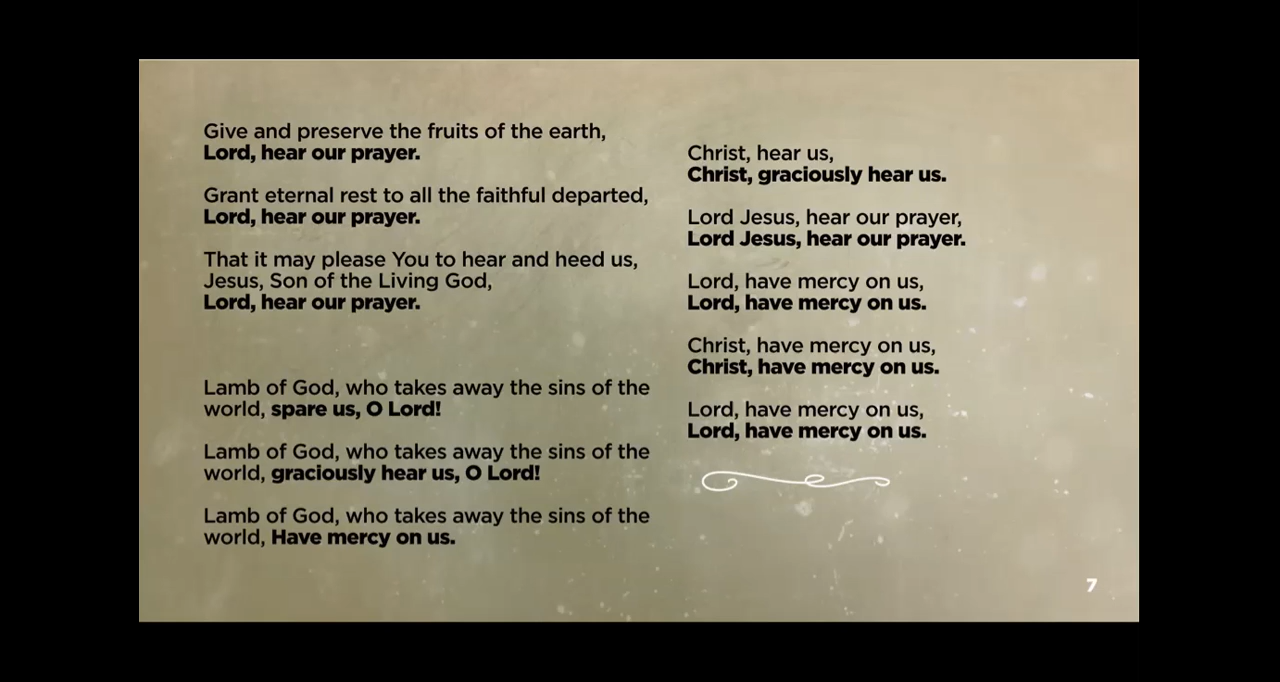 Give and preserve the fruits of the earth,
Lord, hear our prayer.
Grant eternal rest to all the faithful departed,
Lord, hear our prayer.
That it may please You to hear and heed us,
Jesus, Son of the Living God,
Lord, hear our prayer.
Lamb of God, who takes away the sins of the
world, spare us, O Lord!
Lamb of God, who takes away the sins of the
world, graciously hear us, O Lord!
Lamb of God, who takes away the sins of the
world, Have mercy on us.
Christ, hear us,
Christ, graciously hear us.
Lord Jesus, hear our prayer,
Lord Jesus, hear our prayer.
Lord, have mercy on us,
Lord, have mercy on us.
Christ, have mercy on us,
Christ, have mercy on us.
Lord, have mercy on us,
Lord, have mercy on us.
7